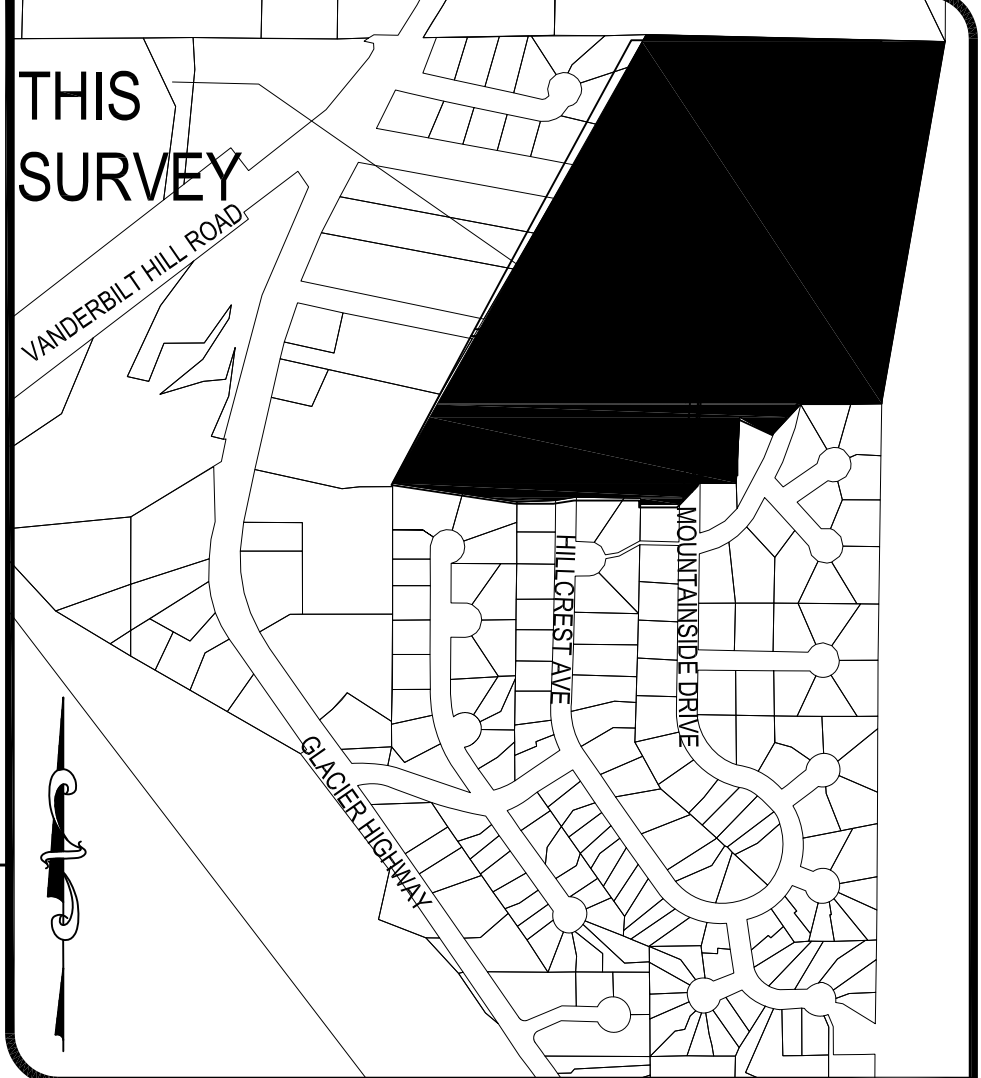 THIS
SURVEY
VANDERBILT HILL ROAD
HILLCREST AVE
MOUNTAINSIDE DRIVE
GLACIER HIGHWAY